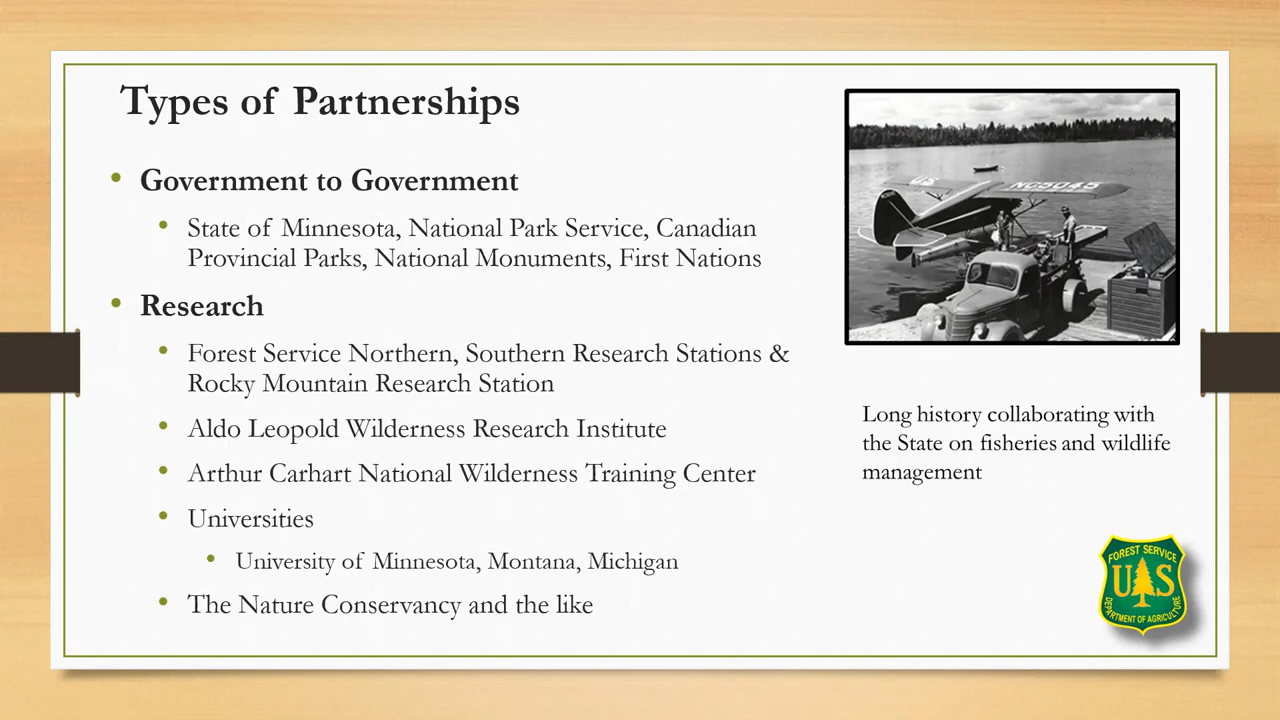 Types of Partnerships
• Government to Government
• State of Minnesota, National Park Service, Canadian
Provincial Parks, National Monuments, First Nations
• Research
• Forest Service Northern, Southern Research Stations &
Rocky Mountain Research Station
• Aldo Leopold Wilderness Research Institute
• Arthur Carhart National Wilderness Training Center
• Universities
• University of Minnesota, Montana, Michigan
• The Nature Conservancy and the like
US NC5045
Long history collaborating with
the State on fisheries and wildlife
management
FOREST SERVICE
U S
DEPARTMENT OF AGRICULTURE